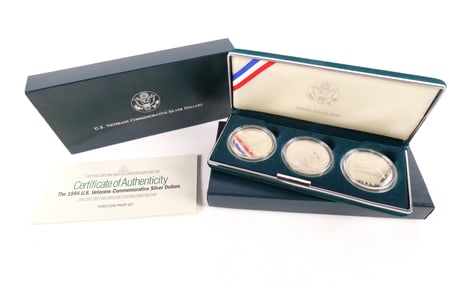 U.S. Veterans Commemorative Silver Dollars
UNITED STATES MINT
Certificate of Authenticity
The 1994 U.S. Veterans Commemorative Silver Dollars
THREE-COIN PROOF SET